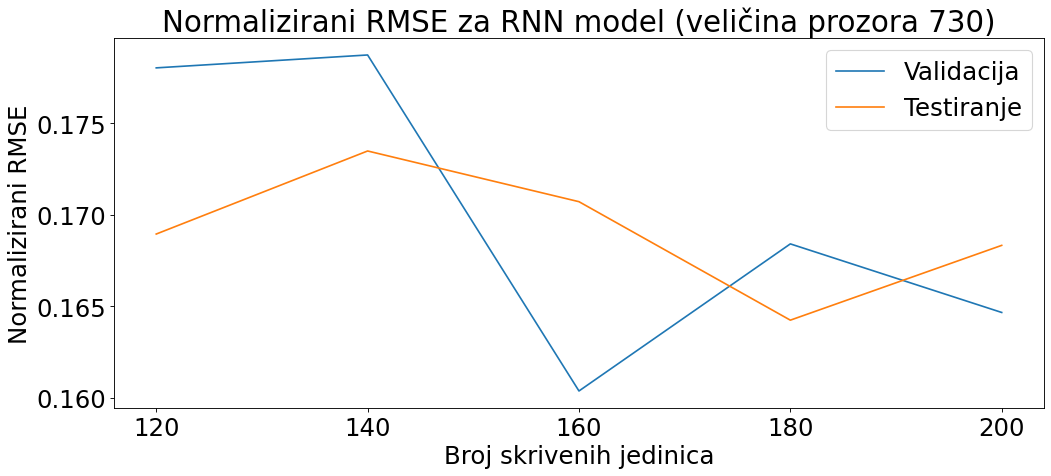 Normalizirani RMSE za RNN model (veličina prozora 730)
Validacija
Testiranje
Normalizirani RMSE
0.175
0.170
0.165
0.160
120 140 160 180 200
Broj skrivenih jedinica